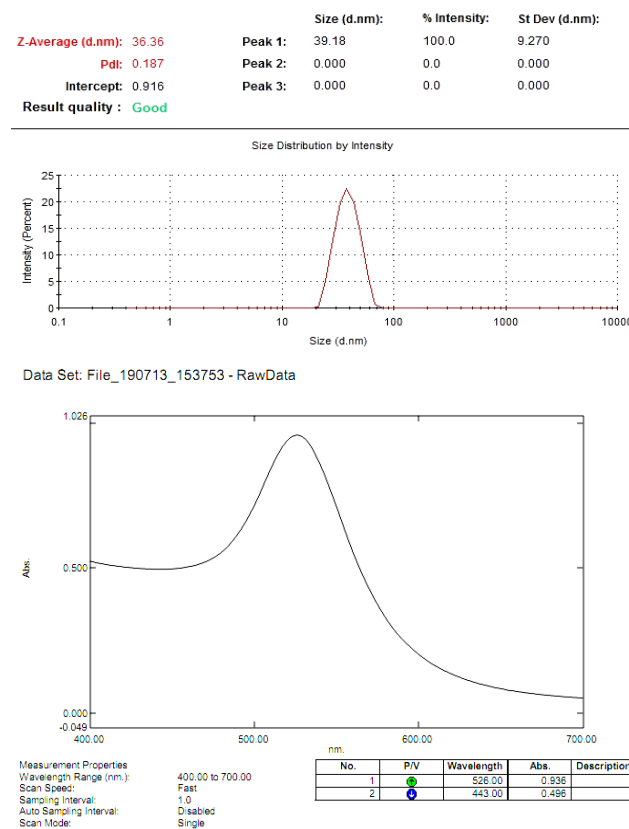 Size (d.nm): % Intensity: St Dev (d.nm):
Z-Average (d.nm): 36.36 Peak 1: 39.18 100.0 9.270
PdI: 0.187 Peak 2: 0.000 0.0 0.000
Intercept: 0.916 Peak 3: 0.000 0.0 0.000
Result quality : Good
Size Distribution by Intensity
Intensity (Percent)
25
20
15
10
5
0
0.1 1 10 100 1000 10000
Size (d.nm)
Data Set: File_190713_153753 - RawData
1.026
Abs.
0.500
0.000
-0.049
400.00 500.00 600.00 700.00
nm.
Measurement Properties
Wavelength Range (nm.): 400.00 to 700.00
Scan Speed: Fast
Sampling Interval: 1.0
Auto Sampling Interval: Disabled
Scan Mode: Single
No. P/V Wavelength Abs. Description
1 526.00 0.936
2 443.00 0.496